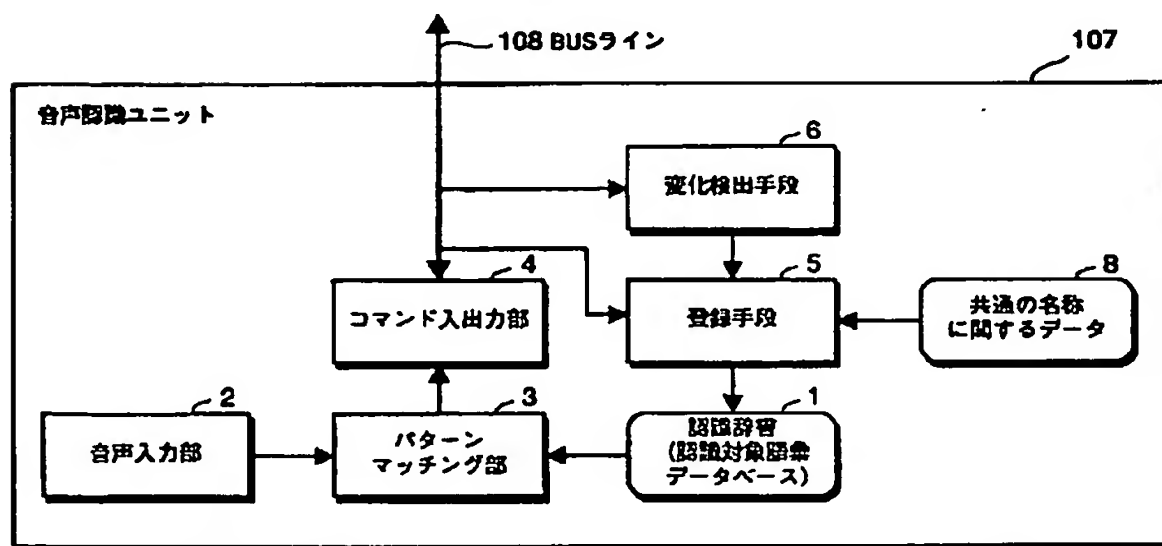 108 BUSライン
107
音声認識ユニット
6
変化検出手段
4
コマンド入出力部
5
登録手段
8
共通の名称
に関するデータ
2
音声入力部
3
パターン
マッチング部
1
認識辞書
(認識対象語彙
データベース)